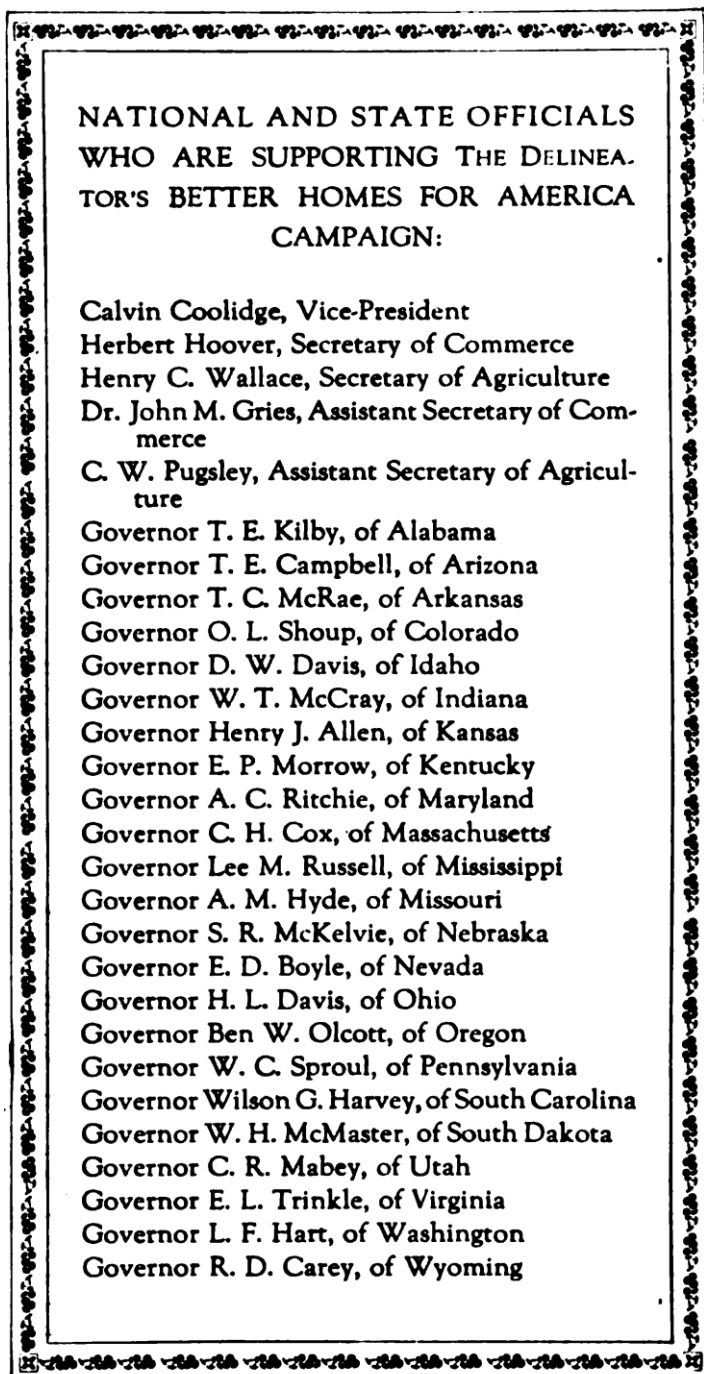 NATIONAL AND STATE OFFICIALS
WHO ARE SUPPORTING THE DELINEA-
TOR'S BETTER HOMES FOR AMERICA
CAMPAIGN:
Calvin Coolidge, Vice-President
Herbert Hoover, Secretary of Commerce
Henry C. Wallace, Secretary of Agriculture
Dr. John M. Gries, Assistant Secretary of Com-
merce
C. W. Pugsley, Assistant Secretary of Agricul-
ture
Governor T. E. Kilby, of Alabama
Governor T. E. Campbell, of Arizona
Governor T. C. McRae, of Arkansas
Governor O. L. Shoup, of Colorado
Governor D. W. Davis, of Idaho
Governor W. T. McCray, of Indiana
Governor Henry J. Allen, of Kansas
Governor E. P. Morrow, of Kentucky
Governor A. C. Ritchie, of Maryland
Governor C. H. Cox, of Massachusetts
Governor Lee M. Russell, of Mississippi
Governor A. M. Hyde, of Missouri
Governor S. R. McKelvie, of Nebraska
Governor E. D. Boyle, of Nevada
Governor H. L. Davis, of Ohio
Governor Ben W. Olcott, of Oregon
Governor W. C. Sproul, of Pennsylvania
Governor Wilson G. Harvey, of South Carolina
Governor W. H. McMaster, of South Dakota
Governor C. R. Mabey, of Utah
Governor E. L. Trinkle, of Virginia
Governor L. F. Hart, of Washington
Governor R. D. Carey, of Wyoming